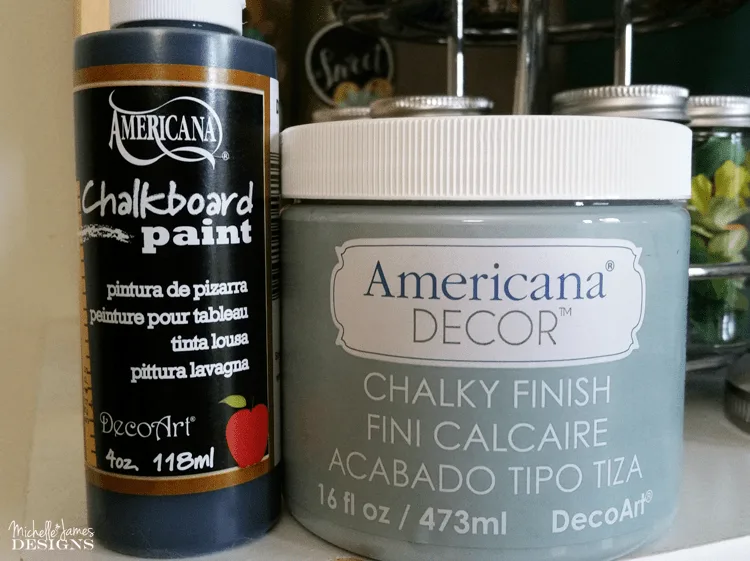 AMERICANA®
Chalkboard
paint
pintura de pizarra
peinture pour tableau
tinta lousa
pittura lavagna
DecoArt®
4oz. 118ml
Sweet
Americana®
DECOR™
CHALKY FINISH
FINI CALCAIRE
ACABADO TIPO TIZA
16 fl oz / 473ml DecoArt®
Michelle James
DESIGNS